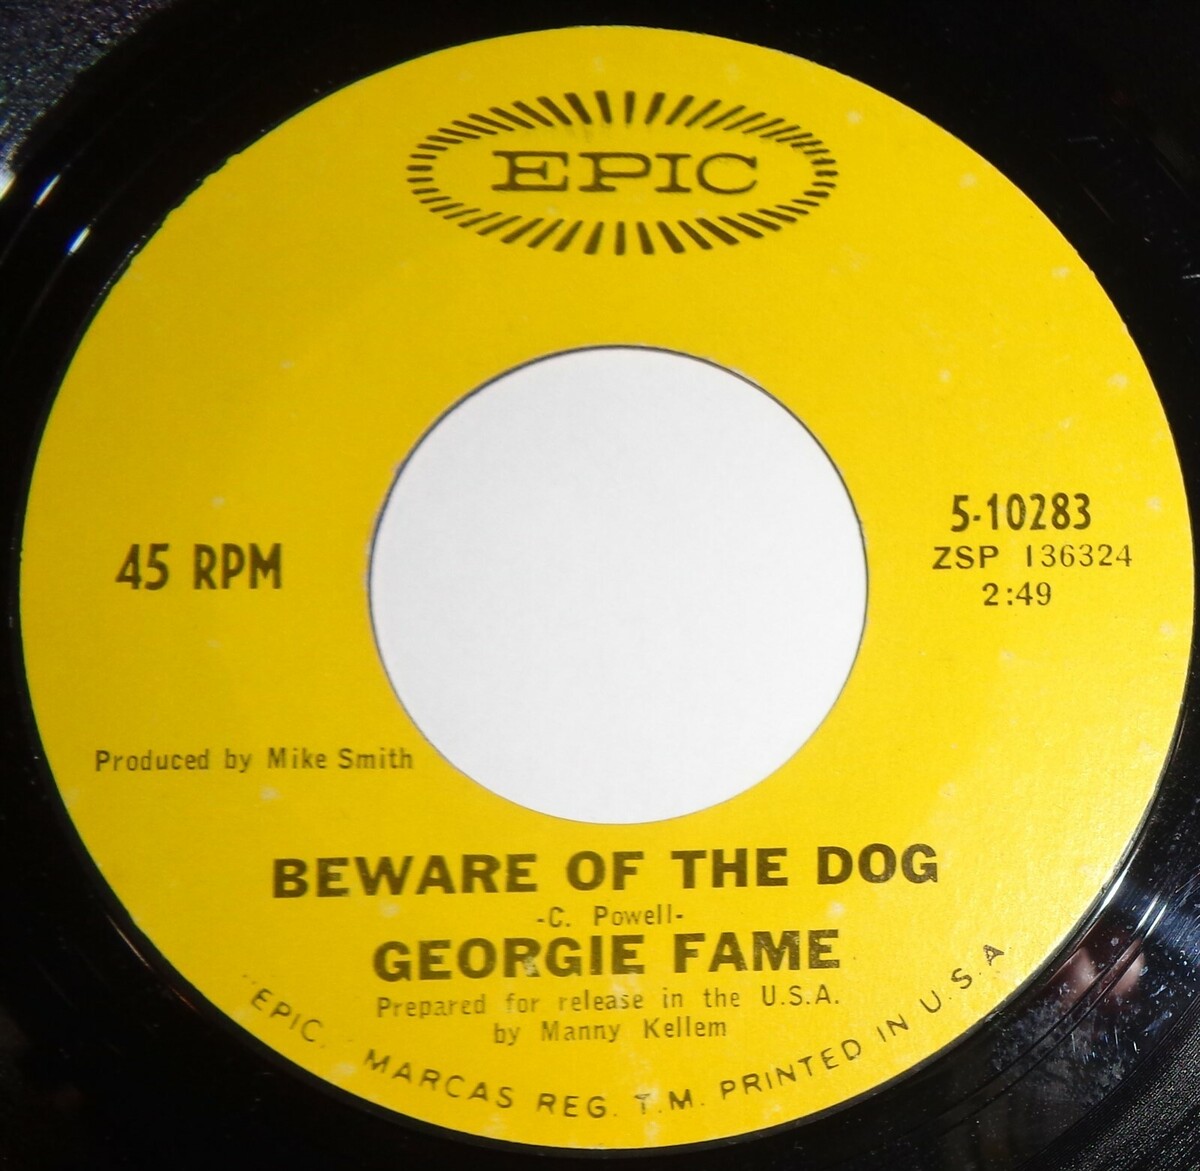 EPIC
5-10283
ZSP 136324
2:49
45 RPM
Produced by Mike Smith
BEWARE OF THE DOG
-C. Powell-
GEORGIE FAME
Prepared for release in the U.S.A.
by Manny Kellem
"EPIC," MARCAS REG. T.M. PRINTED IN U.S.A.